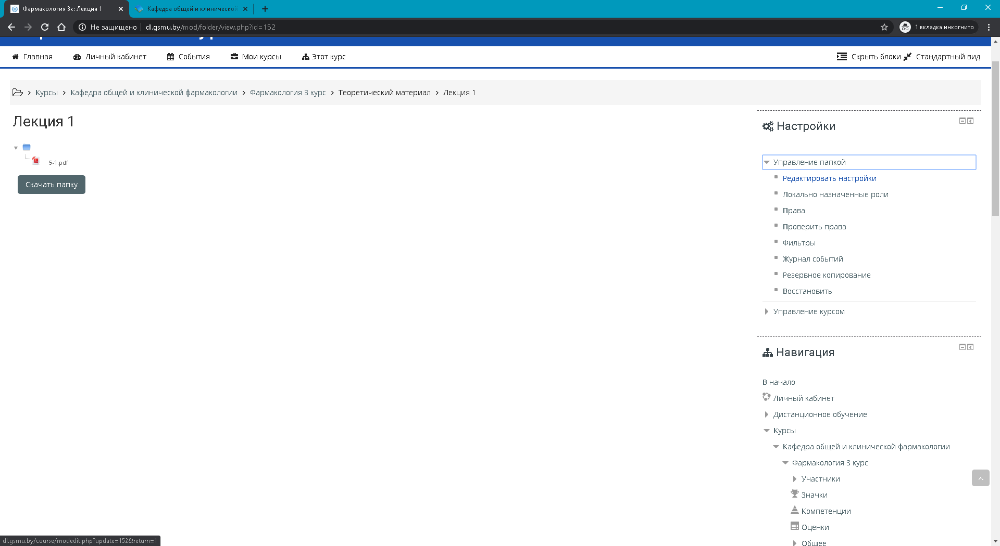 Фармакология 3к: Лекция 1
Кафедра общей и клинической
Не защищено
dl.gsmu.by/mod/folder/view.php?id=152
1 вкладка инкогнито
Главная
Личный кабинет
События
Мои курсы
Этот курс
Скрыть блоки
Стандартный вид
Курсы
Кафедра общей и клинической фармакологии
Фармакология 3 курс
Теоретический материал
Лекция 1
Лекция 1
5-1.pdf
Скачать папку
Настройки
Управление папкой
Редактировать настройки
Локально назначенные роли
Права
Проверить права
Фильтры
Журнал событий
Резервное копирование
Восстановить
Управление курсом
Навигация
В начало
Личный кабинет
Дистанционное обучение
Курсы
Кафедра общей и клинической фармакологии
Фармакология 3 курс
Участники
Значки
Компетенции
Оценки
Общее
dl.gsmu.by/course/modedit.php?update=152&return=1